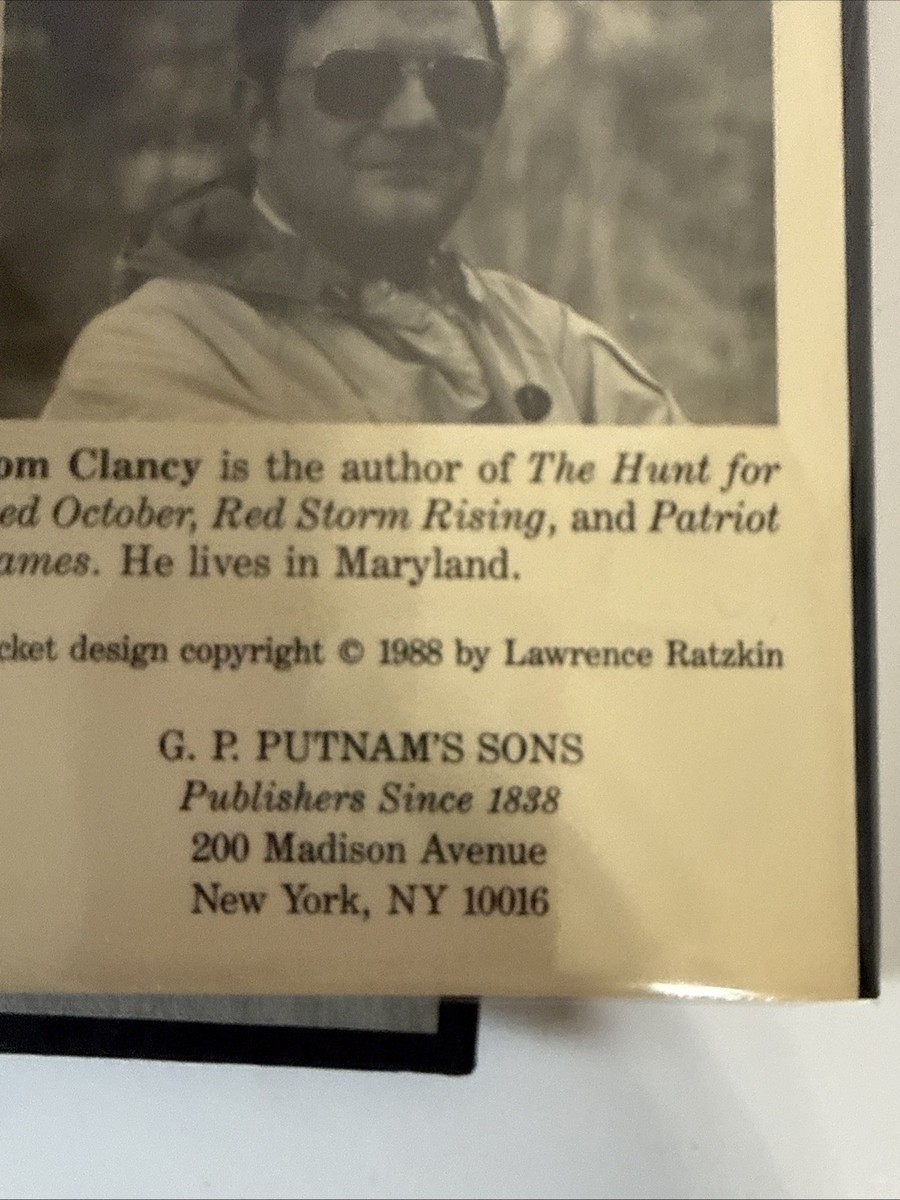 om Clancy is the author of The Hunt for
ed October, Red Storm Rising, and Patriot
ames. He lives in Maryland.
cket design copyright © 1988 by Lawrence Ratzkin
G. P. PUTNAM'S SONS
Publishers Since 1838
200 Madison Avenue
New York, NY 10016